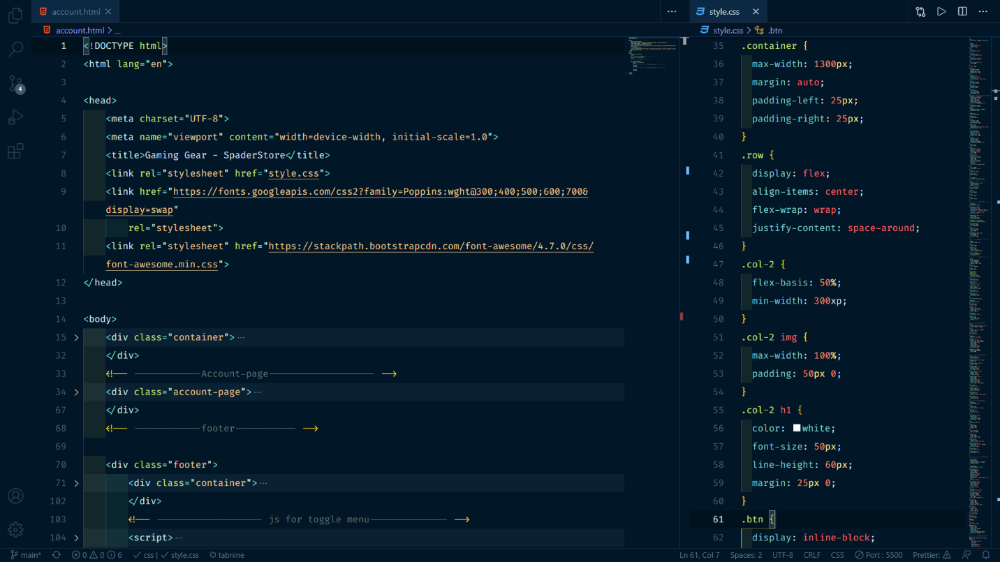 account.html
style.css
account.html > ...
style.css > .btn
4
1 <!DOCTYPE html>
2 <html lang="en">
3
4 <head>
5 <meta charset="UTF-8">
6 <meta name="viewport" content="width=device-width, initial-scale=1.0">
7 <title>Gaming Gear - SpaderStore</title>
8 <link rel="stylesheet" href="style.css">
9 <link href="https://fonts.googleapis.com/css2?family=Poppins:wght@300;400;500;600;700&
display=swap"
10 rel="stylesheet">
11 <link rel="stylesheet" href="https://stackpath.bootstrapcdn.com/font-awesome/4.7.0/css/
font-awesome.min.css">
12 </head>
13
14 <body>
15 > <div class="container">...
32 </div>
33 <!-- ------------Account-page------------------- -->
34 > <div class="account-page">...
67 </div>
68 <!-- ------------footer----------- -->
69
70 <div class="footer">
71 > <div class="container">...
102 </div>
103 <!-- ------------------- js for toggle menu-------------- -->
104 > <script>...
35 .container {
36 max-width: 1300px;
37 margin: auto;
38 padding-left: 25px;
39 padding-right: 25px;
40 }
41 .row {
42 display: flex;
43 align-items: center;
44 flex-wrap: wrap;
45 justify-content: space-around;
46 }
47 .col-2 {
48 flex-basis: 50%;
49 min-width: 300xp;
50 }
51 .col-2 img {
52 max-width: 100%;
53 padding: 50px 0;
54 }
55 .col-2 h1 {
56 color: white;
57 font-size: 50px;
58 line-height: 60px;
59 margin: 25px 0;
60 }
61 .btn {
62 display: inline-block;
main* 0 0 6 css | style.css tabnine Ln 61, Col 7 Spaces: 2 UTF-8 CRLF CSS Port : 5500 Prettier: